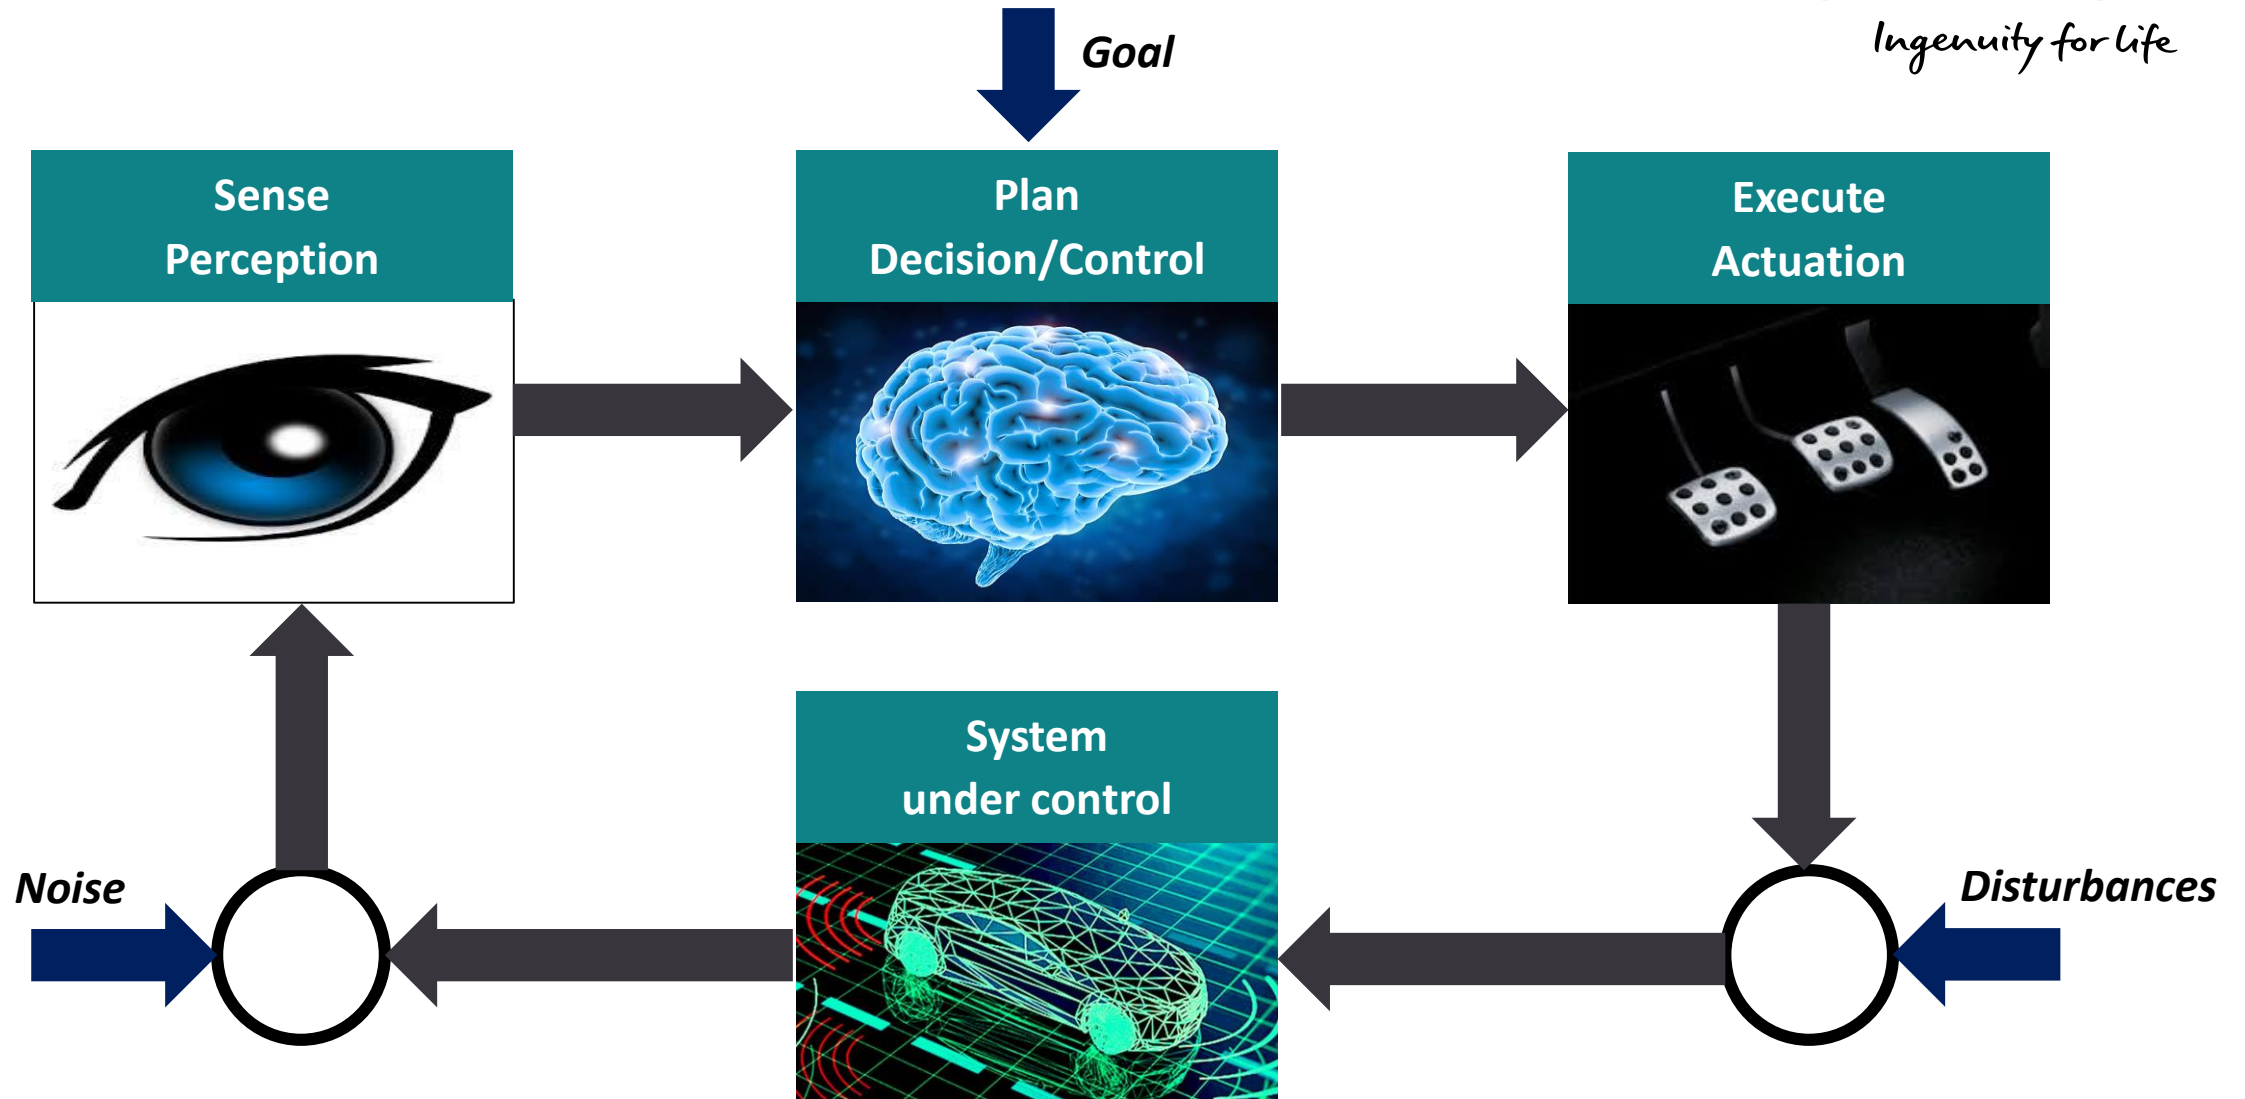 Ingenuity for life
Goal
Sense
Perception
Plan
Decision/Control
Execute
Actuation
System
under control
Noise
Disturbances